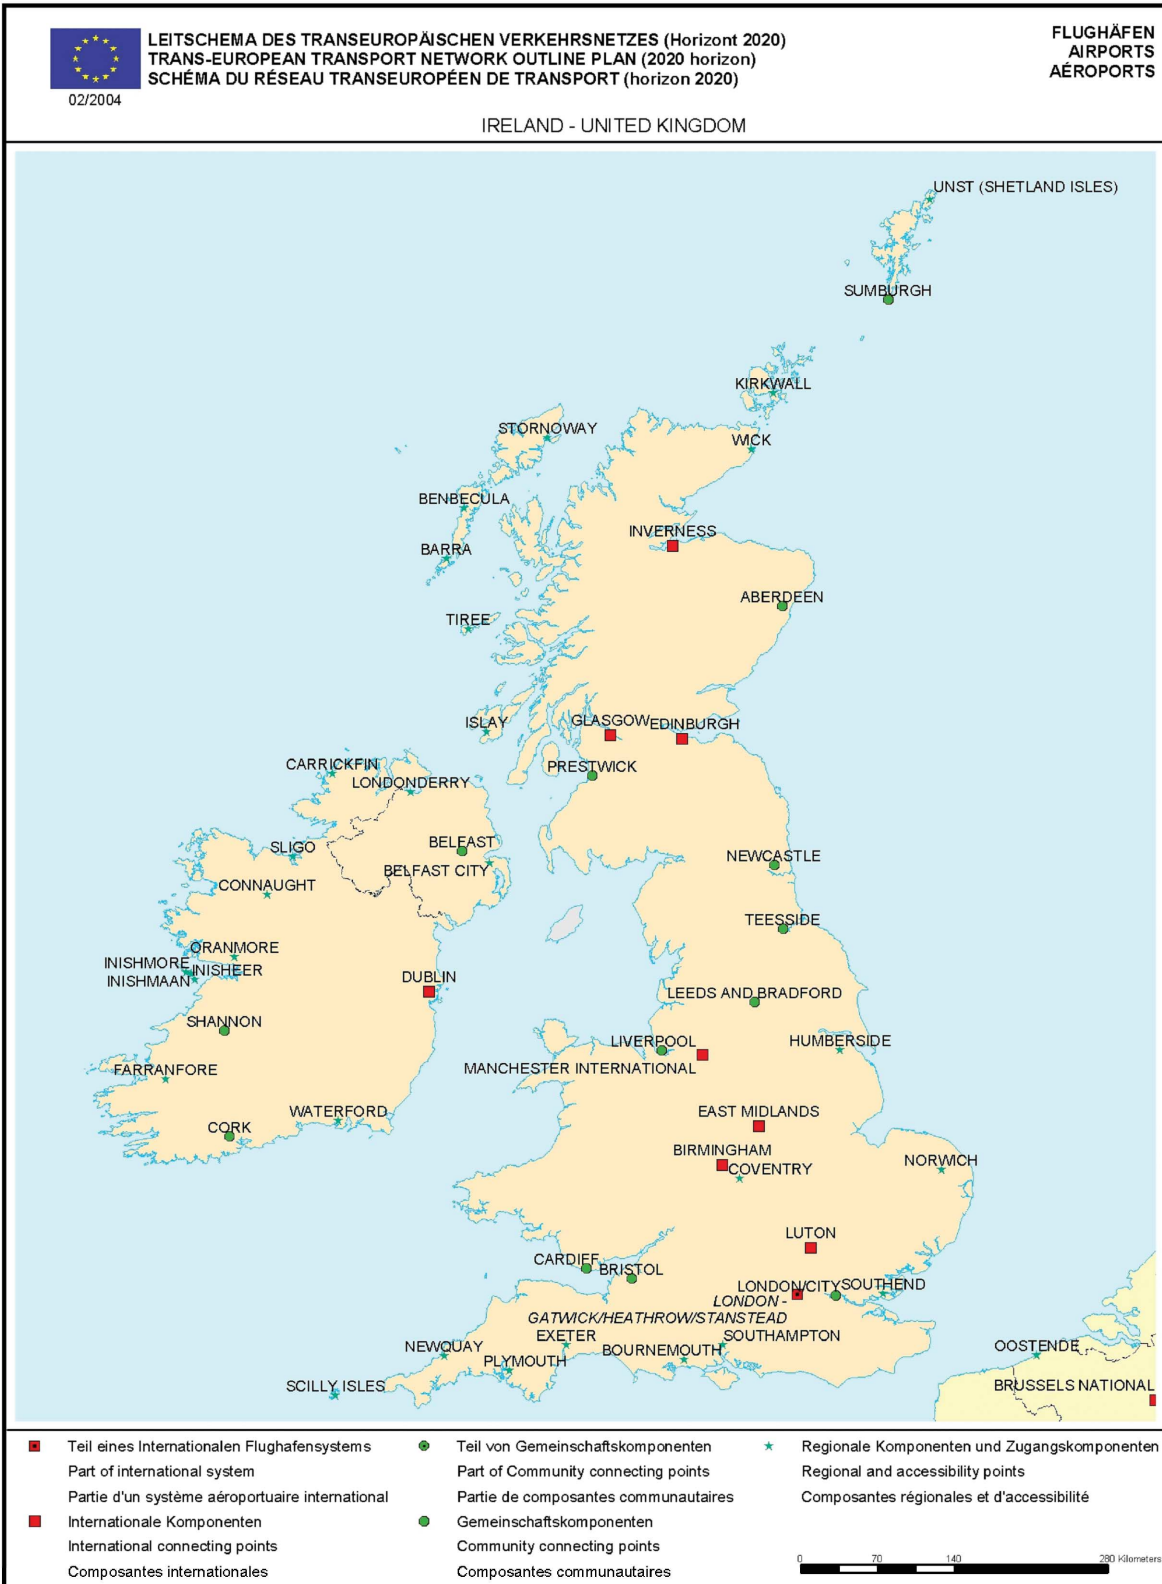 LEITSCHEMA DES TRANSEUROPÄISCHEN VERKEHRSNETZES (Horizont 2020)
TRANS-EUROPEAN TRANSPORT NETWORK OUTLINE PLAN (2020 horizon)
SCHÉMA DU RÉSEAU TRANSEUROPÉEN DE TRANSPORT (horizon 2020)
02/2004
FLUGHÄFEN
AIRPORTS
AÉROPORTS
IRELAND - UNITED KINGDOM
UNST (SHETLAND ISLES)
SUMBURGH
KIRKWALL
STORNOWAY
WICK
BENBECULA
INVERNESS
BARRA
ABERDEEN
TIREE
ISLAY
GLASGOW
EDINBURGH
CARRICKFIN
PRESTWICK
LONDONDERRY
BELFAST
SLIGO
NEWCASTLE
BELFAST CITY
CONNAUGHT
TEESSIDE
ORANMORE
INISHMORE
INISHEER
INISHMAAN
DUBLIN
LEEDS AND BRADFORD
SHANNON
LIVERPOOL
HUMBERSIDE
FARRANFORE
MANCHESTER INTERNATIONAL
WATERFORD
EAST MIDLANDS
CORK
BIRMINGHAM
COVENTRY
NORWICH
LUTON
CARDIFF
BRISTOL
LONDON/CITY
SOUTHEND
LONDON -
GATWICK/HEATHROW/STANSTEAD
EXETER
SOUTHAMPTON
NEWQUAY
BOURNEMOUTH
OOSTENDE
PLYMOUTH
SCILLY ISLES
BRUSSELS NATIONAL
Teil eines Internationalen Flughafensystems
Part of international system
Partie d'un système aéroportuaire international
Internationale Komponenten
International connecting points
Composantes internationales
Teil von Gemeinschaftskomponenten
Part of Community connecting points
Partie de composantes communautaires
Gemeinschaftskomponenten
Community connecting points
Composantes communautaires
Regionale Komponenten und Zugangskomponenten
Regional and accessibility points
Composantes régionales et d'accessibilité
0 70 140 280 Kilometers